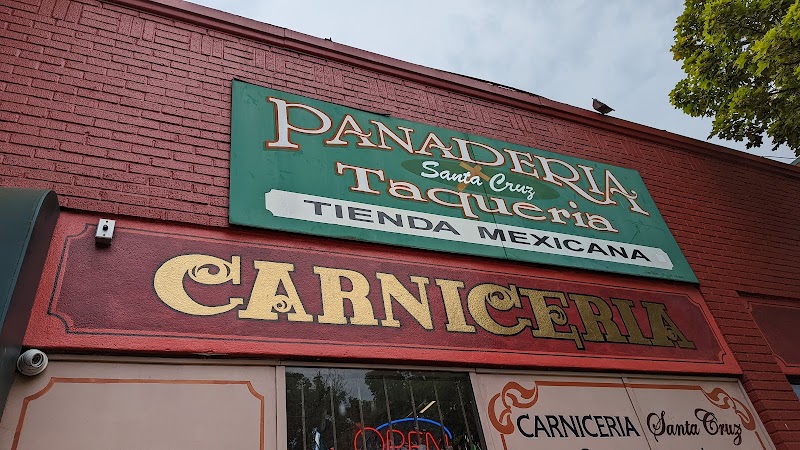 PANADERIA
Santa Cruz
Taqueria
TIENDA MEXICANA
CARNICERIA
OPEN
CARNICERIA Santa Cruz